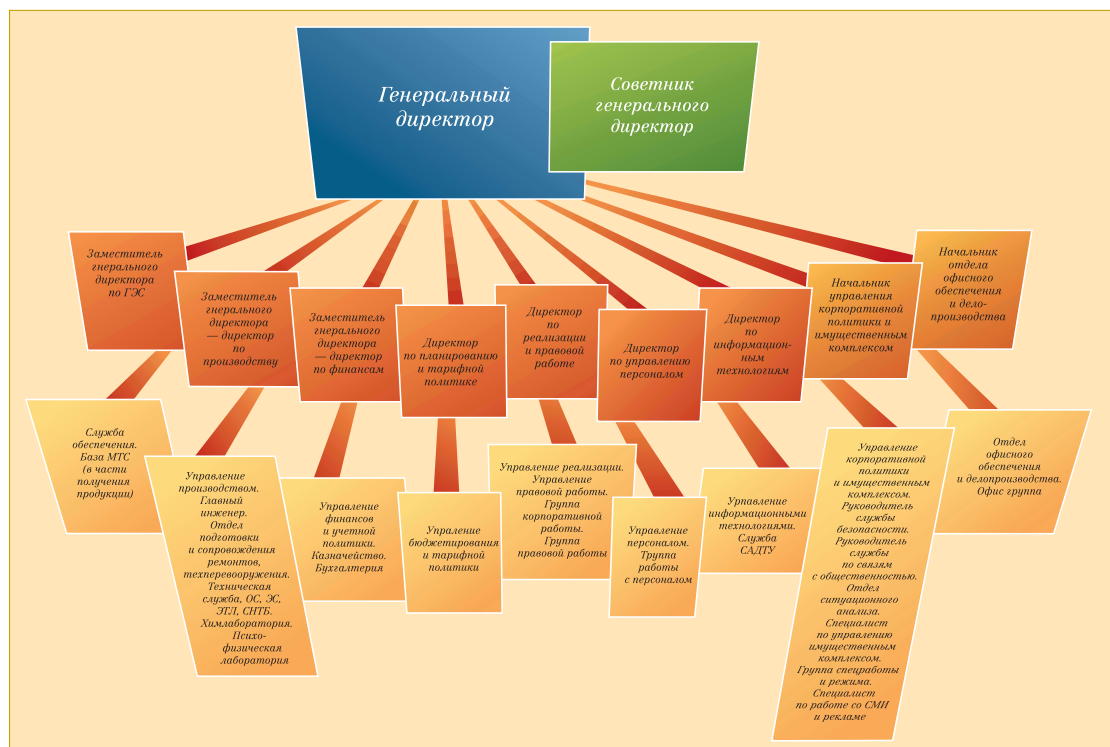 Генеральный
директор
Советник
генерального
директор
Заместитель
гнерального
директора
по ГЭС
Заместитель
гнерального
директора
— директор
по
производству
Заместитель
гнерального
директора
— директор
по финансам
Директор
по планированию
и тарифной
политике
Директор
по
реализации
и правовой
работе
Директор
по управлению
персоналом
Директор
по
информацион-
ным
технологиям
Начальник
управления
корпоративной
политики и
имущественным
комплексом
Начальник
отдела
офисного
обеспечения
и дело-
производства
Служба
обеспечения.
База МТС
(в части
получения
продукции)
Управление
производством.
Главный
инженер.
Отдел
подготовки
и сопровождения
ремонтов,
техперевооружения.
Техническая
служба, ОС, ЭС,
ЭТЛ, СНТБ.
Химлаборатория.
Психо-
физическая
лаборатория
Управление
финансов
и учетной
политики.
Казначейство.
Бухгалтерия
Упраление
бюджетирования
и тарифной
политики
Управление реализации.
Управление
правовой работы.
Группа
корпоративной
работы.
Группа
правовой работы
Управление
персоналом.
Труппа
работы
с персоналом
Урпавление
информационными
технологиями.
Служба
САДТУ
Управление
корпоративной
политики
и имущественным
комплексом.
Руководитель
службы
безопасности.
Руководитель
службы
по связям
с общественностью.
Отдел
ситуационного
анализа.
Специалист
по управлению
имущественным
комплексом.
Группа спецработы
и режима.
Специалист
по работе со СМИ
и рекламе
Отдел
офисного
обеспечения
и делопроизводства.
Офис группа